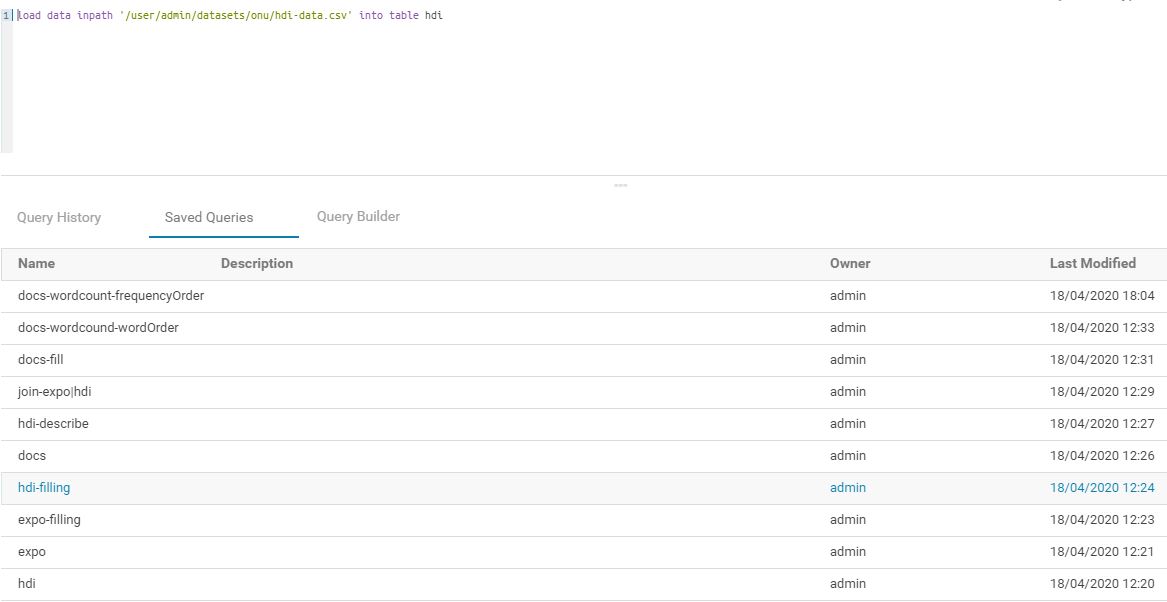 1 load data inpath '/user/admin/datasets/onu/hdi-data.csv' into table hdi
Query History Saved Queries Query Builder
Name Description Owner Last Modified
docs-wordcount-frequencyOrder admin 18/04/2020 18:04
docs-wordcound-wordOrder admin 18/04/2020 12:33
docs-fill admin 18/04/2020 12:31
join-expo|hdi admin 18/04/2020 12:29
hdi-describe admin 18/04/2020 12:27
docs admin 18/04/2020 12:26
hdi-filling admin 18/04/2020 12:24
expo-filling admin 18/04/2020 12:23
expo admin 18/04/2020 12:21
hdi admin 18/04/2020 12:20